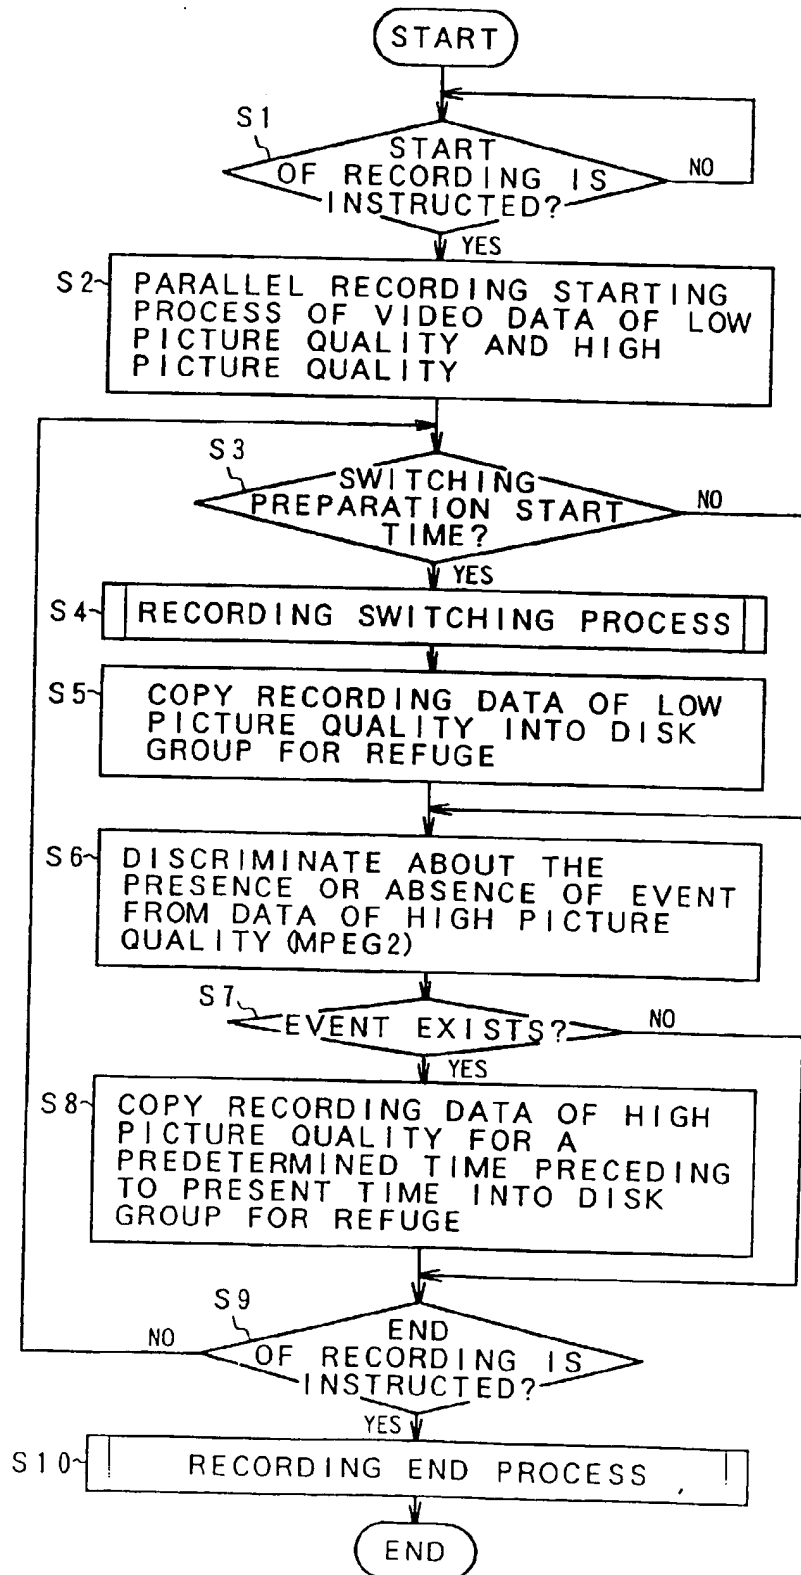 START
S1
START
OF RECORDING IS
INSTRUCTED?
NO
YES
S2
PARALLEL RECORDING STARTING
PROCESS OF VIDEO DATA OF LOW
PICTURE QUALITY AND HIGH
PICTURE QUALITY
S3
SWITCHING
PREPARATION START
TIME?
NO
YES
S4
RECORDING SWITCHING PROCESS
S5
COPY RECORDING DATA OF LOW
PICTURE QUALITY INTO DISK
GROUP FOR REFUGE
S6
DISCRIMINATE ABOUT THE
PRESENCE OR ABSENCE OF EVENT
FROM DATA OF HIGH PICTURE
QUALITY (MPEG2)
S7
EVENT EXISTS?
NO
YES
S8
COPY RECORDING DATA OF HIGH
PICTURE QUALITY FOR A
PREDETERMINED TIME PRECEDING
TO PRESENT TIME INTO DISK
GROUP FOR REFUGE
S9
END
OF RECORDING IS
INSTRUCTED?
NO
YES
S10
RECORDING END PROCESS
END